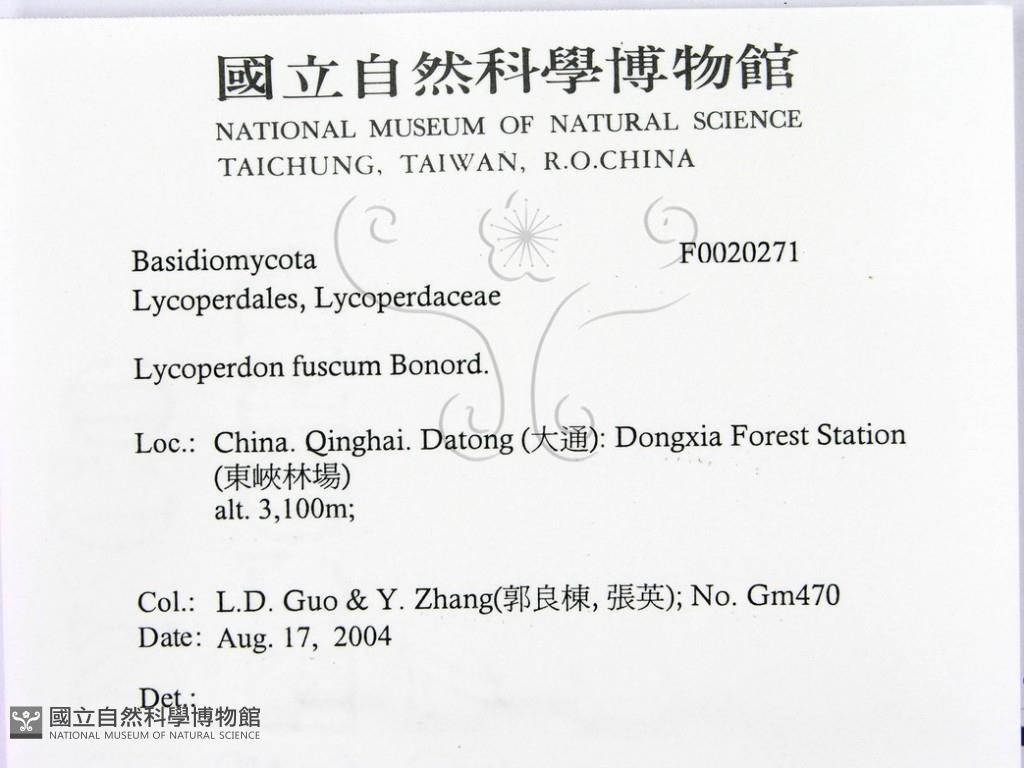 國立自然科學博物館
NATIONAL MUSEUM OF NATURAL SCIENCE
TAICHUNG, TAIWAN, R.O.CHINA
Basidiomycota F0020271
Lycoperdales, Lycoperdaceae
Lycoperdon fuscum Bonord.
Loc.: China. Qinghai. Datong (大通): Dongxia Forest Station
(東峽林場)
alt. 3,100m;
Col.: L.D. Guo & Y. Zhang(郭良棟, 張英); No. Gm470
Date: Aug. 17, 2004
Det.:
國立自然科學博物館
NATIONAL MUSEUM OF NATURAL SCIENCE